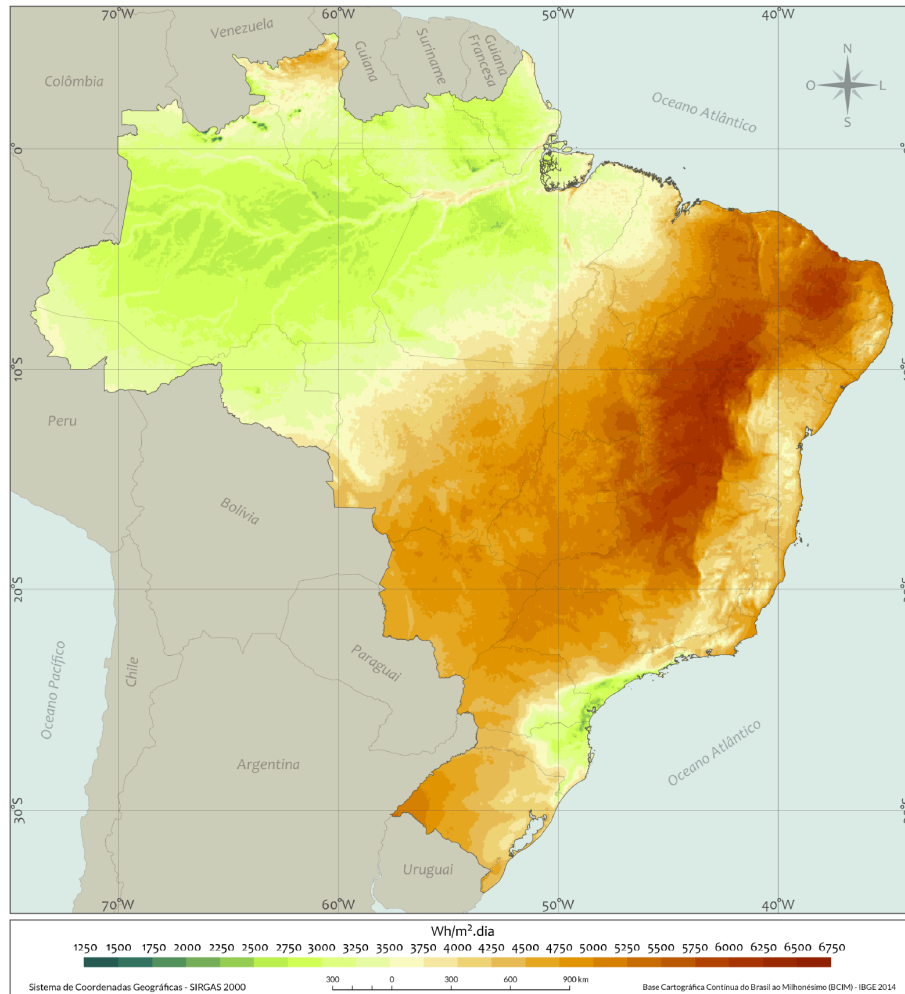 70°W 60°W 50°W 40°W
Venezuela
Guiana
Suriname
Guiana
Francesa
Colômbia
Oceano Atlântico
N
O L
S
0°
10°S
Peru
Bolívia
20°S
Oceano Pacífico
Chile
Paraguai
Oceano Atlântico
Argentina
30°S
Uruguai
70°W 60°W 50°W 40°W
Wh/m².dia
1250 1500 1750 2000 2250 2500 2750 3000 3250 3500 3750 4000 4250 4500 4750 5000 5250 5500 5750 6000 6250 6500 6750
300 0 300 600 900 km
Sistema de Coordenadas Geográficas - SIRGAS 2000
Base Cartográfica Contínua do Brasil ao Milhonésimo (BCIM) - IBGE 2014